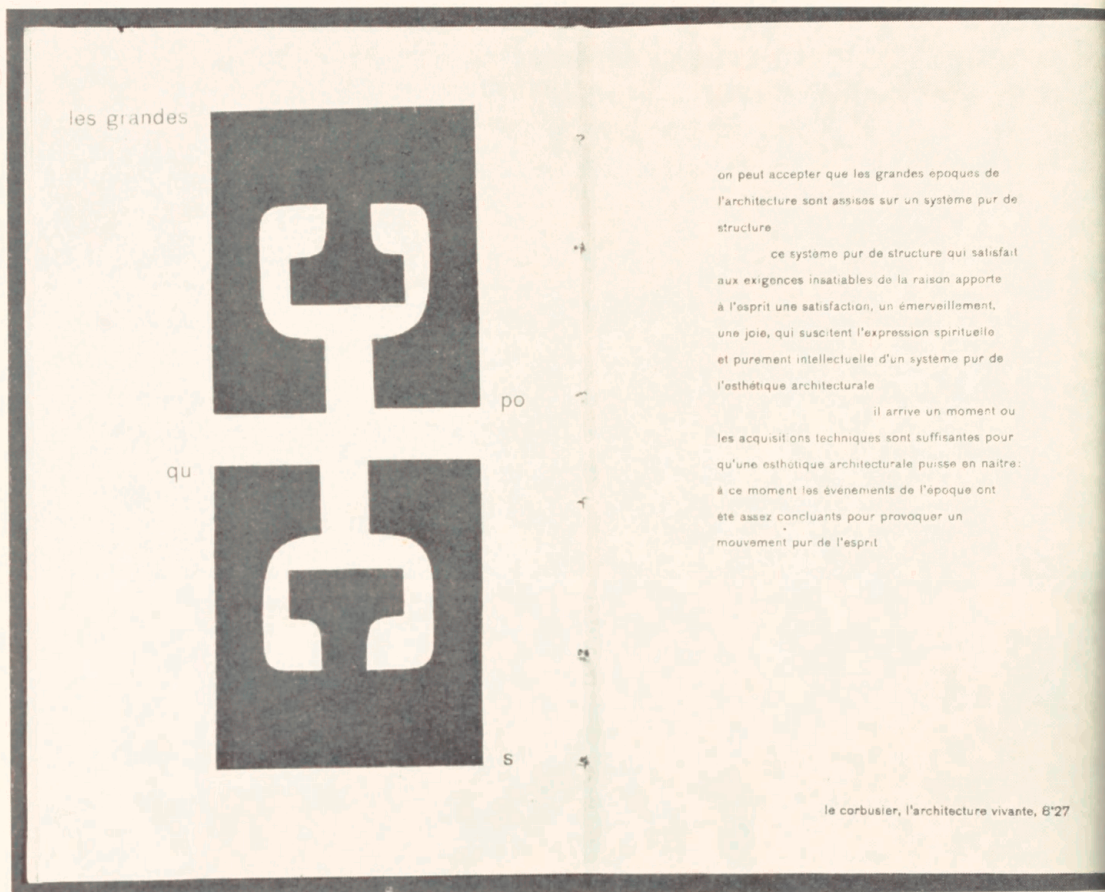 les grandes
po
qu
s
on peut accepter que les grandes epoques de
l'architecture sont assises sur un système pur de
structure
ce système pur de structure qui satisfait
aux exigences insatiables de la raison apporte
à l'esprit une satisfaction, un émerveillement,
une joie, qui suscitent l'expression spirituelle
et purement intellectuelle d'un système pur de
l'esthétique architecturale
il arrive un moment ou
les acquisitions techniques sont suffisantes pour
qu'une esthétique architecturale puisse en naitre:
à ce moment les événements de l'époque ont
été assez concluants pour provoquer un
mouvement pur de l'esprit
le corbusier, l'architecture vivante, 8°27